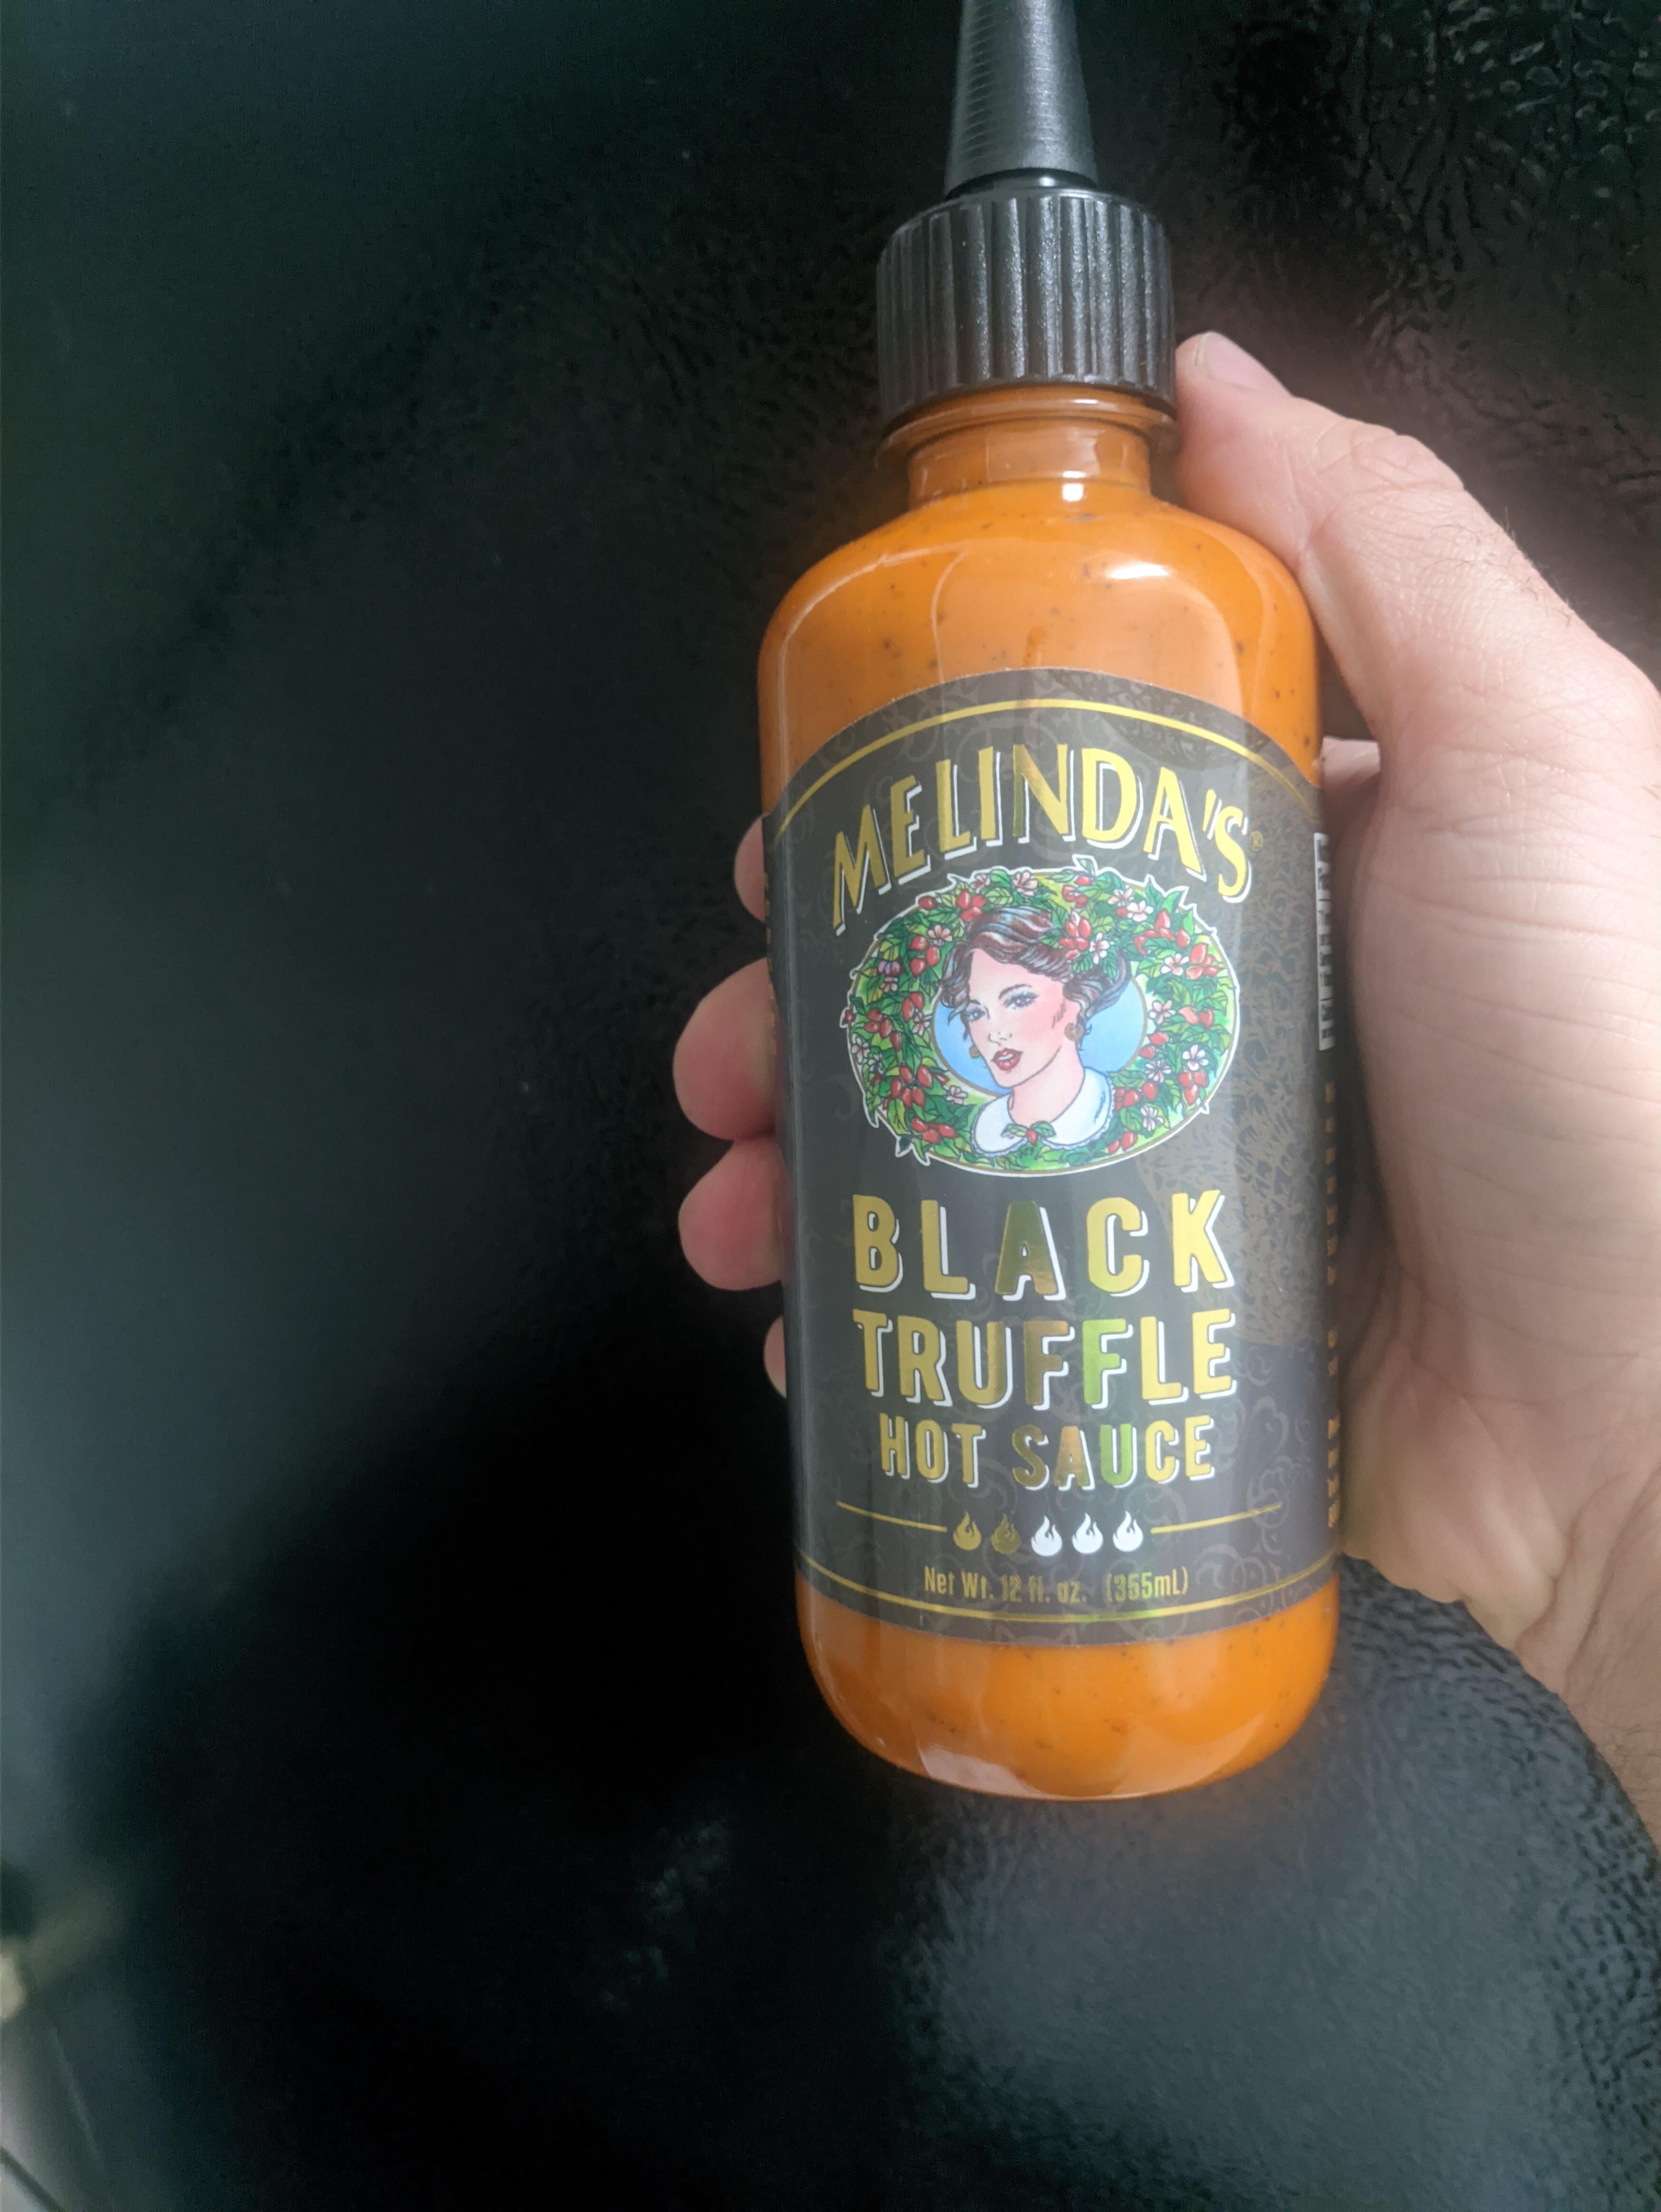 MELINDA'S®
BLACK
TRUFFLE
HOT SAUCE
Net Wt. 12 fl. oz. (355mL)